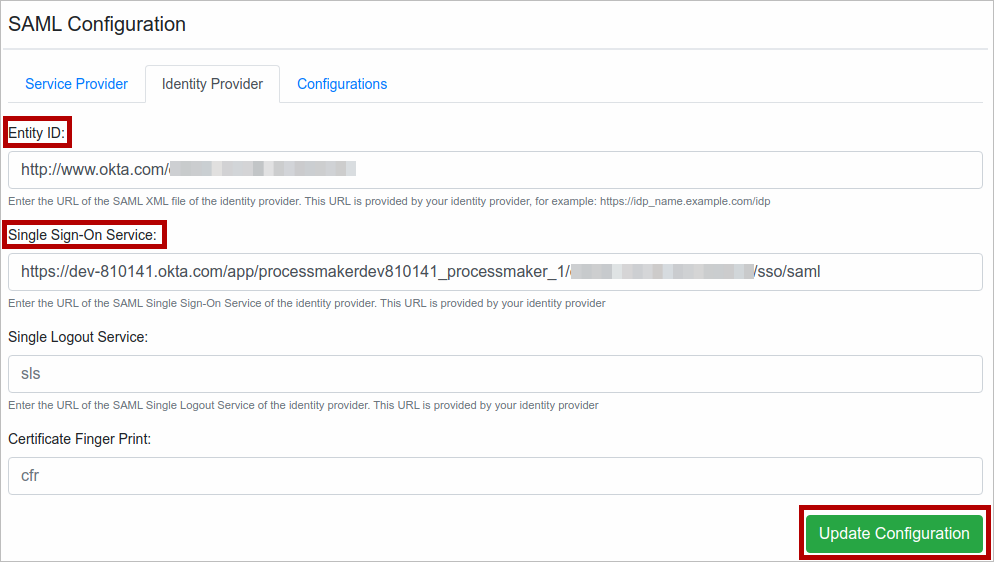 SAML Configuration
Service Provider Identity Provider Configurations
Entity ID:
http://www.okta.com/
Enter the URL of the SAML XML file of the identity provider. This URL is provided by your identity provider, for example: https://idp_name.example.com/idp
Single Sign-On Service:
https://dev-810141.okta.com/app/processmakerdev810141_processmaker_1/ /sso/saml
Enter the URL of the SAML Single Sign-On Service of the identity provider. This URL is provided by your identity provider
Single Logout Service:
sls
Enter the URL of the SAML Single Logout Service of the identity provider. This URL is provided by your identity provider
Certificate Finger Print:
cfr
Update Configuration